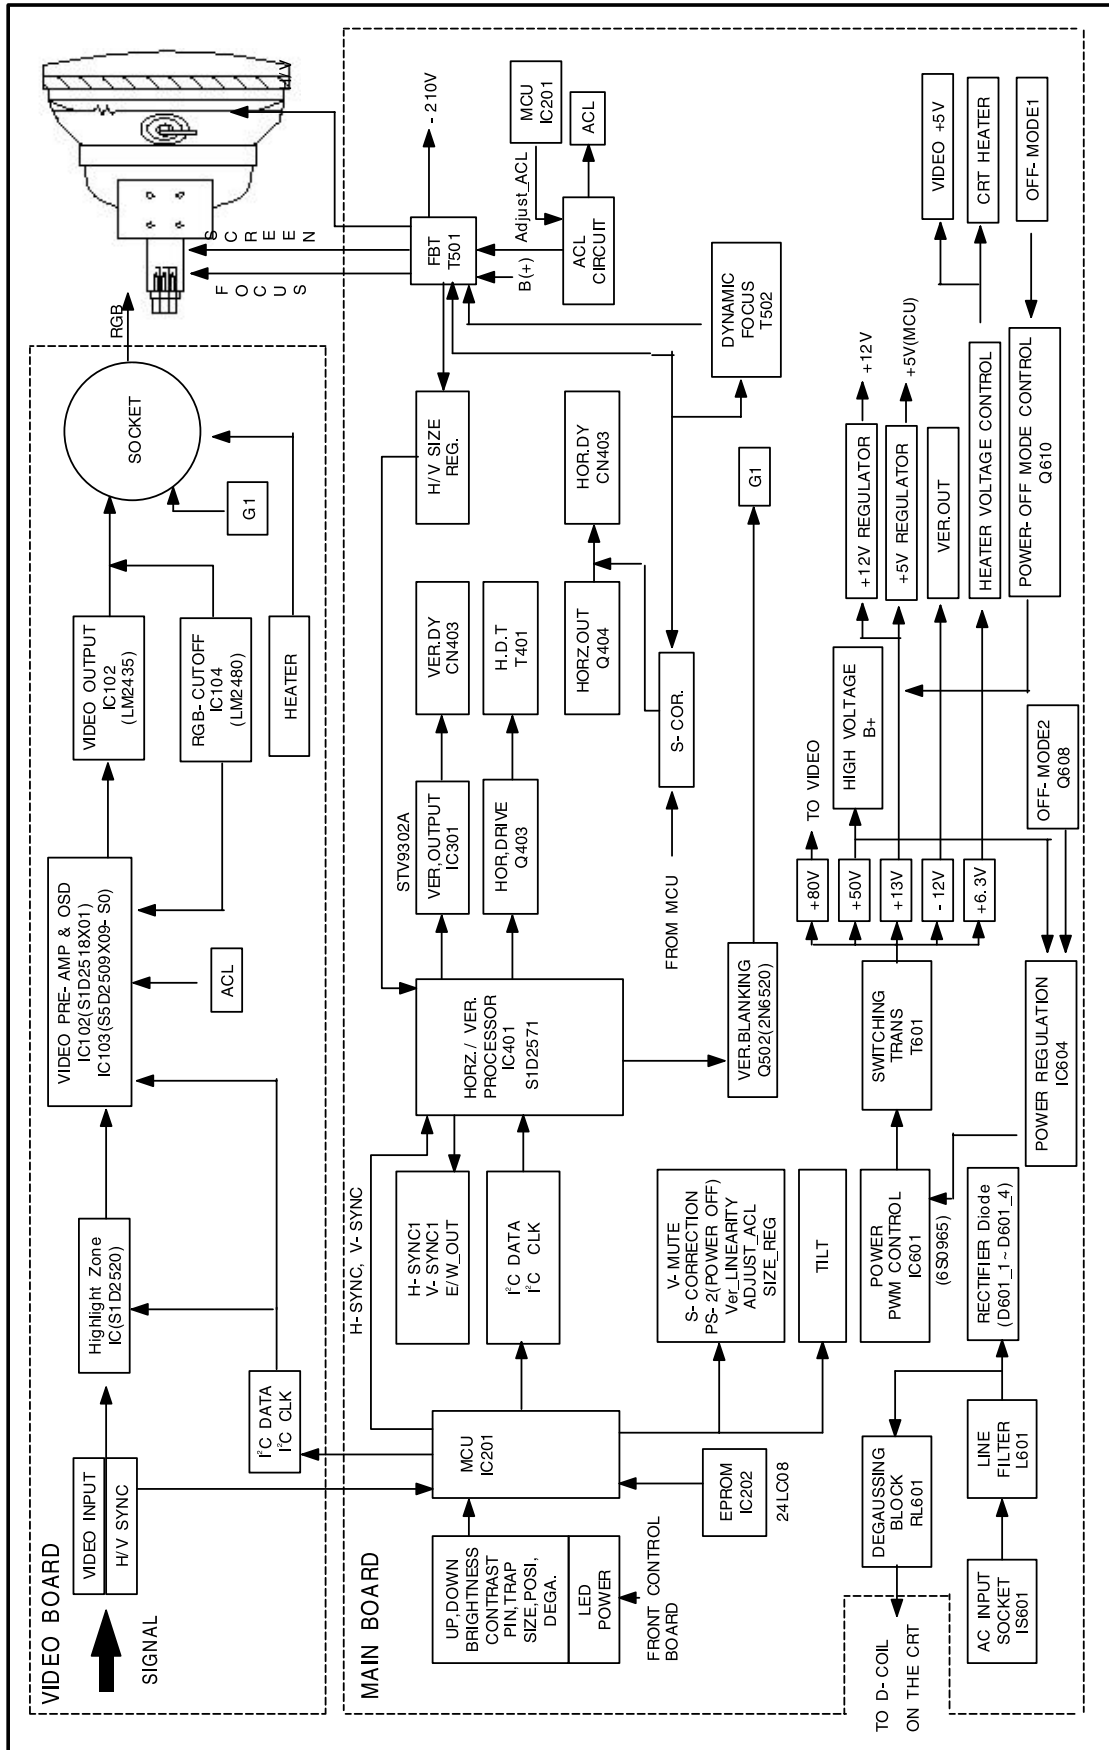 VIDEO BOARD
SIGNAL
VIDEO INPUT
H/V SYNC
Highlight Zone
IC(S1D2520)
I²C DATA
I²C CLK
VIDEO PRE-AMP & OSD
IC102(S1D2518X01)
IC103(S5D2509X09-S0)
ACL
VIDEO OUTPUT
IC102
(LM2435)
RGB-CUTOFF
IC104
(LM2480)
HEATER
G1
SOCKET
RGB
FOCUS
SCREEN
MAIN BOARD
H-SYNC, V-SYNC
UP,DOWN
BRIGHTNESS
CONTRAST
PIN,TRAP
SIZE,POSI,
DEGA.
LED
POWER
FRONT CONTROL
BOARD
MCU
IC201
EPROM
IC202
24LC08
H-SYNC1
V-SYNC1
E/W_OUT
I²C DATA
I²C CLK
V-MUTE
S-CORRECTION
PS-2(POWER OFF)
Ver_LINEARITY
ADJUST_ACL
SIZE_REG
TILT
HORZ./ VER.
PROCESSOR
IC401
S1D2571
STV9302A
VER,OUTPUT
IC301
HOR,DRIVE
Q403
VER.DY
CN403
H.D.T
T401
H/V SIZE
REG.
HORZ,OUT
Q404
HOR.DY
CN403
FROM MCU
S-COR.
VER.BLANKING
Q502(2N6520)
G1
DYNAMIC
FOCUS
T502
FBT
T501
-210V
B(+)
Adjust_ACL
MCU
IC201
ACL
CIRCUIT
ACL
TO D-COIL
ON THE CRT
DEGAUSSING
BLOCK
RL601
AC INPUT
SOCKET
IS601
LINE
FILTER
L601
RECTIFIER Diode
(D601_1 ~ D601_4)
POWER
PWM CONTROL
IC601
(6S0965)
SWITCHING
TRANS
T601
POWER REGULATION
IC604
+80V
+50V
+13V
-12V
+6.3V
TO VIDEO
HIGH VOLTAGE
B+
OFF-MODE2
Q608
+12V REGULATOR
+12V
+5V REGULATOR
+5V(MCU)
VER.OUT
HEATER VOLTAGE CONTROL
POWER-OFF MODE CONTROL
Q610
VIDEO +5V
CRT HEATER
OFF-MODE1